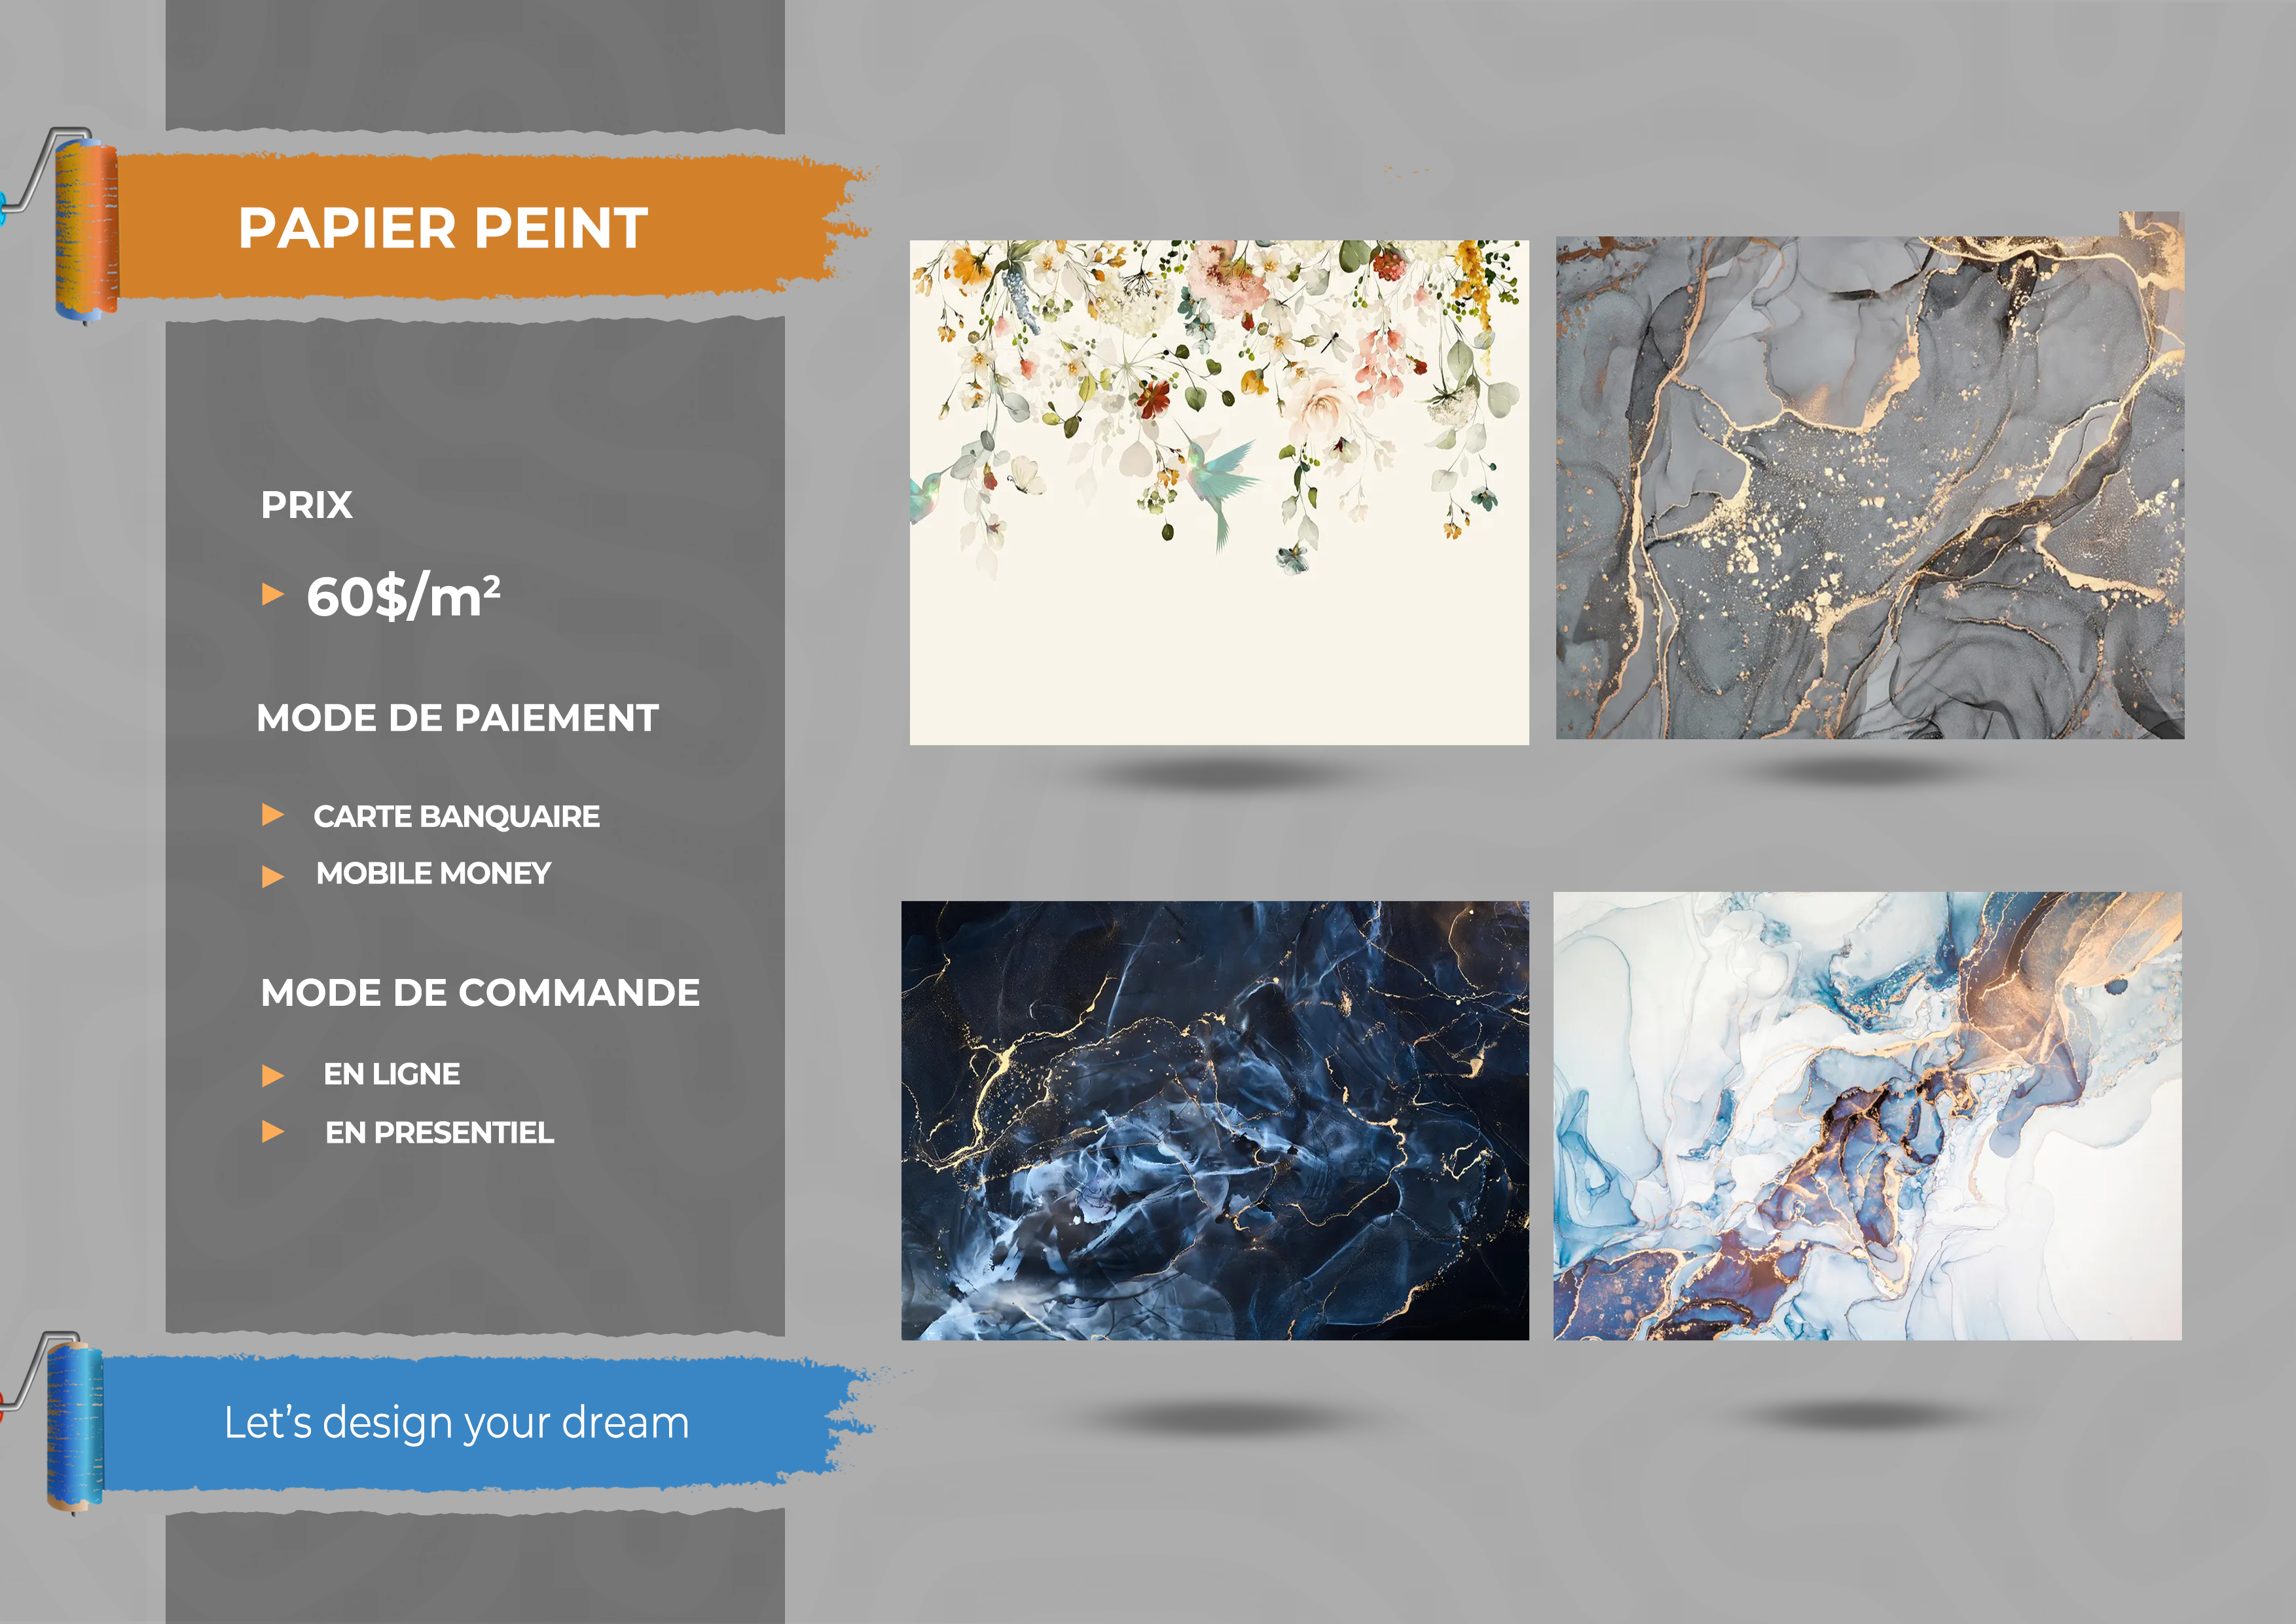 PAPIER PEINT
PRIX
60$/m²
MODE DE PAIEMENT
CARTE BANQUAIRE
MOBILE MONEY
MODE DE COMMANDE
EN LIGNE
EN PRESENTIEL
Let's design your dream